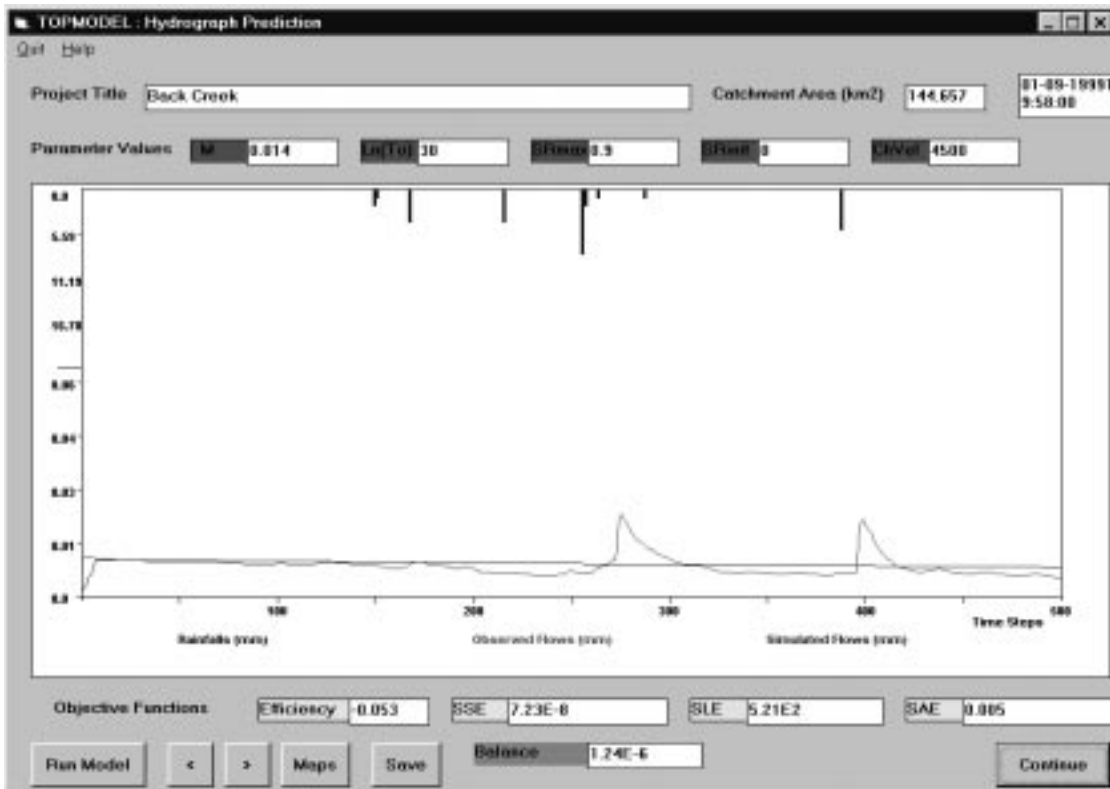 TOPMODEL : Hydrograph Prediction
Quit Help
Project Title Back Creek Catchment Area (km2) 144.657 01-09-1999
9:58:00
Parameter Values M 0.014 Ln(To) 30 SRmax 0.9 SRinit 0 ChVel 4500
0.0
5.59
11.19
16.78
0.06
0.04
0.03
0.01
0.0
100 200 300 400 500
Time Steps
Rainfalls (mm) Observed Flows (mm) Simulated Flows (mm)
Objective Functions Efficiency -0.053 SSE 7.23E-8 SLE 5.21E2 SAE 0.005
Run Model < > Maps Save Balance 1.24E-6 Continue